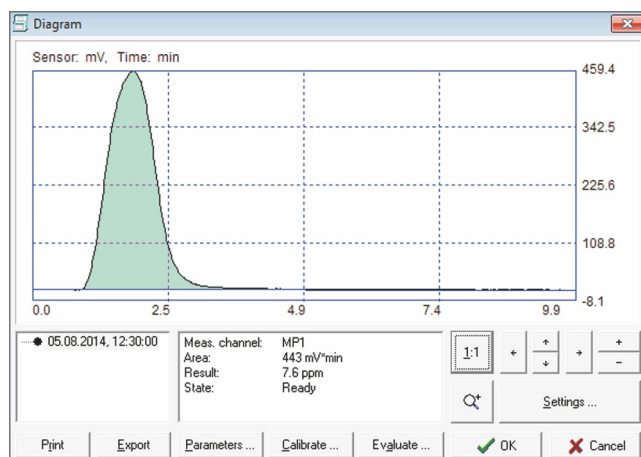 Diagram
Sensor: mV, Time: min
459.4
342.5
225.6
108.8
-8.1
0.0 2.5 4.9 7.4 9.9
05.08.2014, 12:30:00
Meas. channel: MP1
Area: 443 mV*min
Result: 7.6 ppm
State: Ready
1:1
+
−
Settings ...
Print Export Parameters ... Calibrate ... Evaluate ... OK Cancel